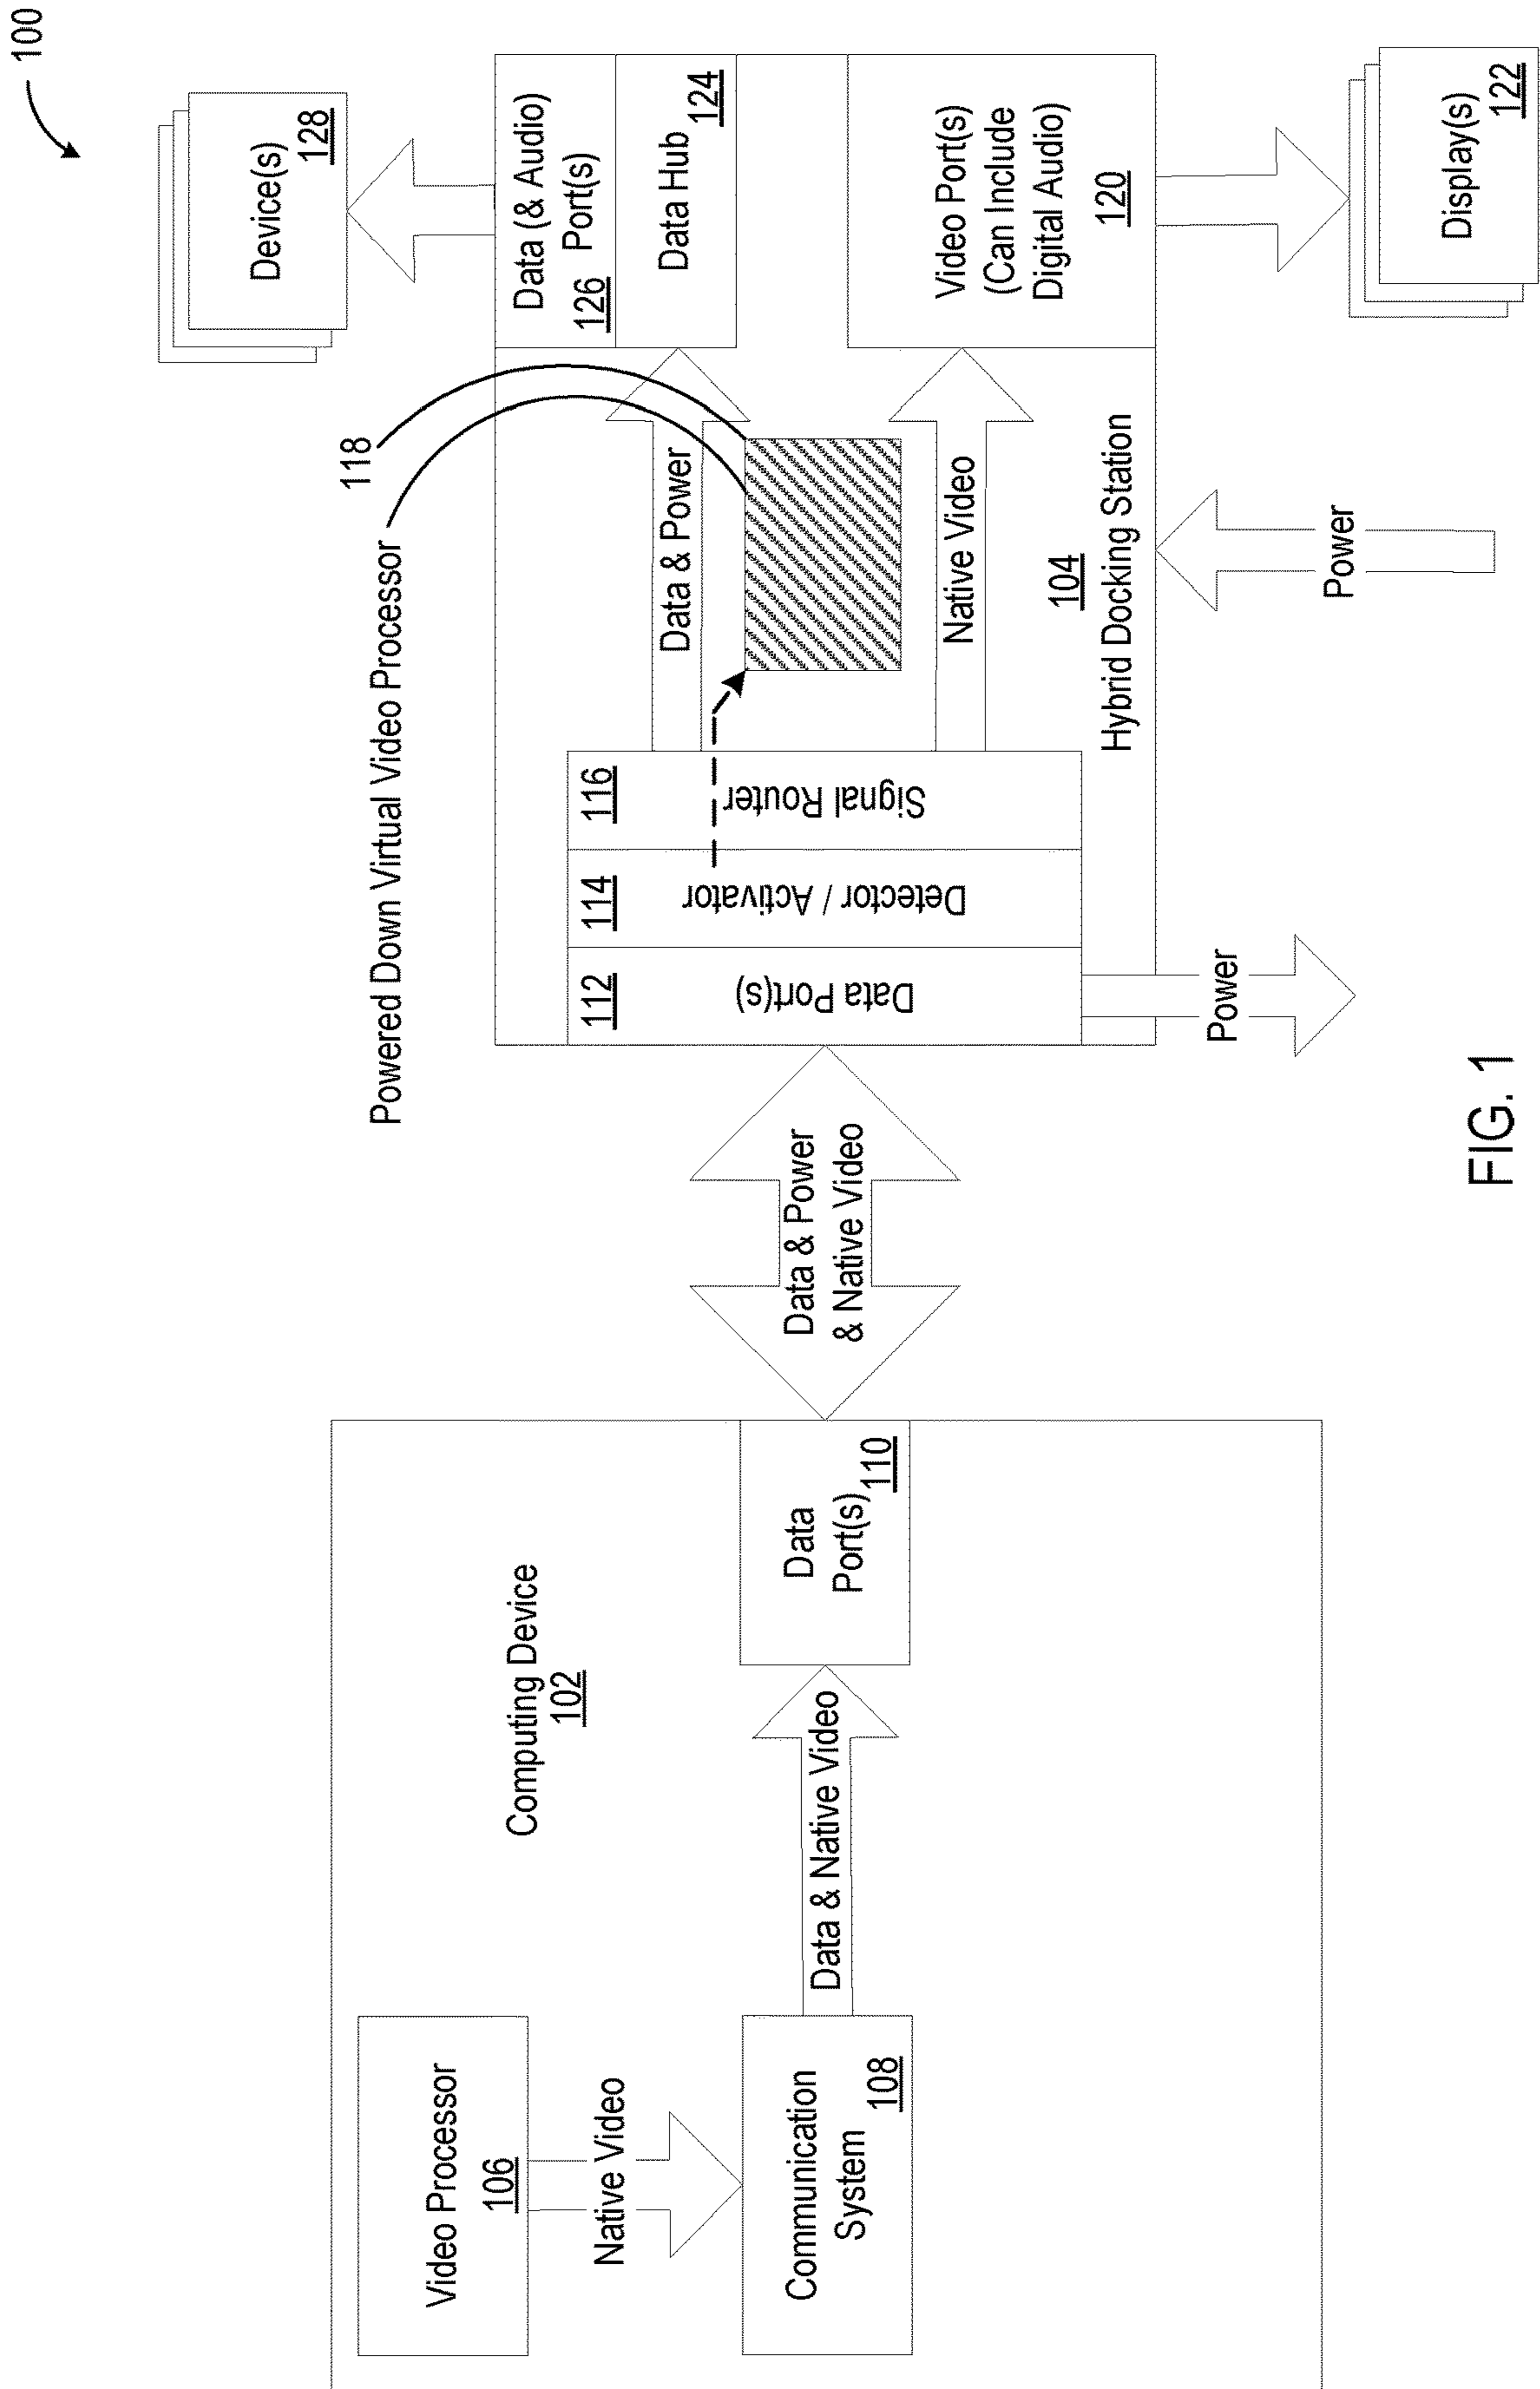 100
Computing Device
102
Video Processor
106
Native Video
Communication
System
108
Data & Native Video
Data
Port(s)
110
Data & Power
& Native Video
Powered Down Virtual Video Processor
118
112
Data Port(s)
114
Detector / Activator
116
Signal Router
Data & Power
Native Video
104
Hybrid Docking Station
Data (& Audio)
Port(s)
126
Data Hub
124
Video Port(s)
(Can Include
Digital Audio)
120
Device(s)
128
Display(s)
122
Power
Power
FIG. 1